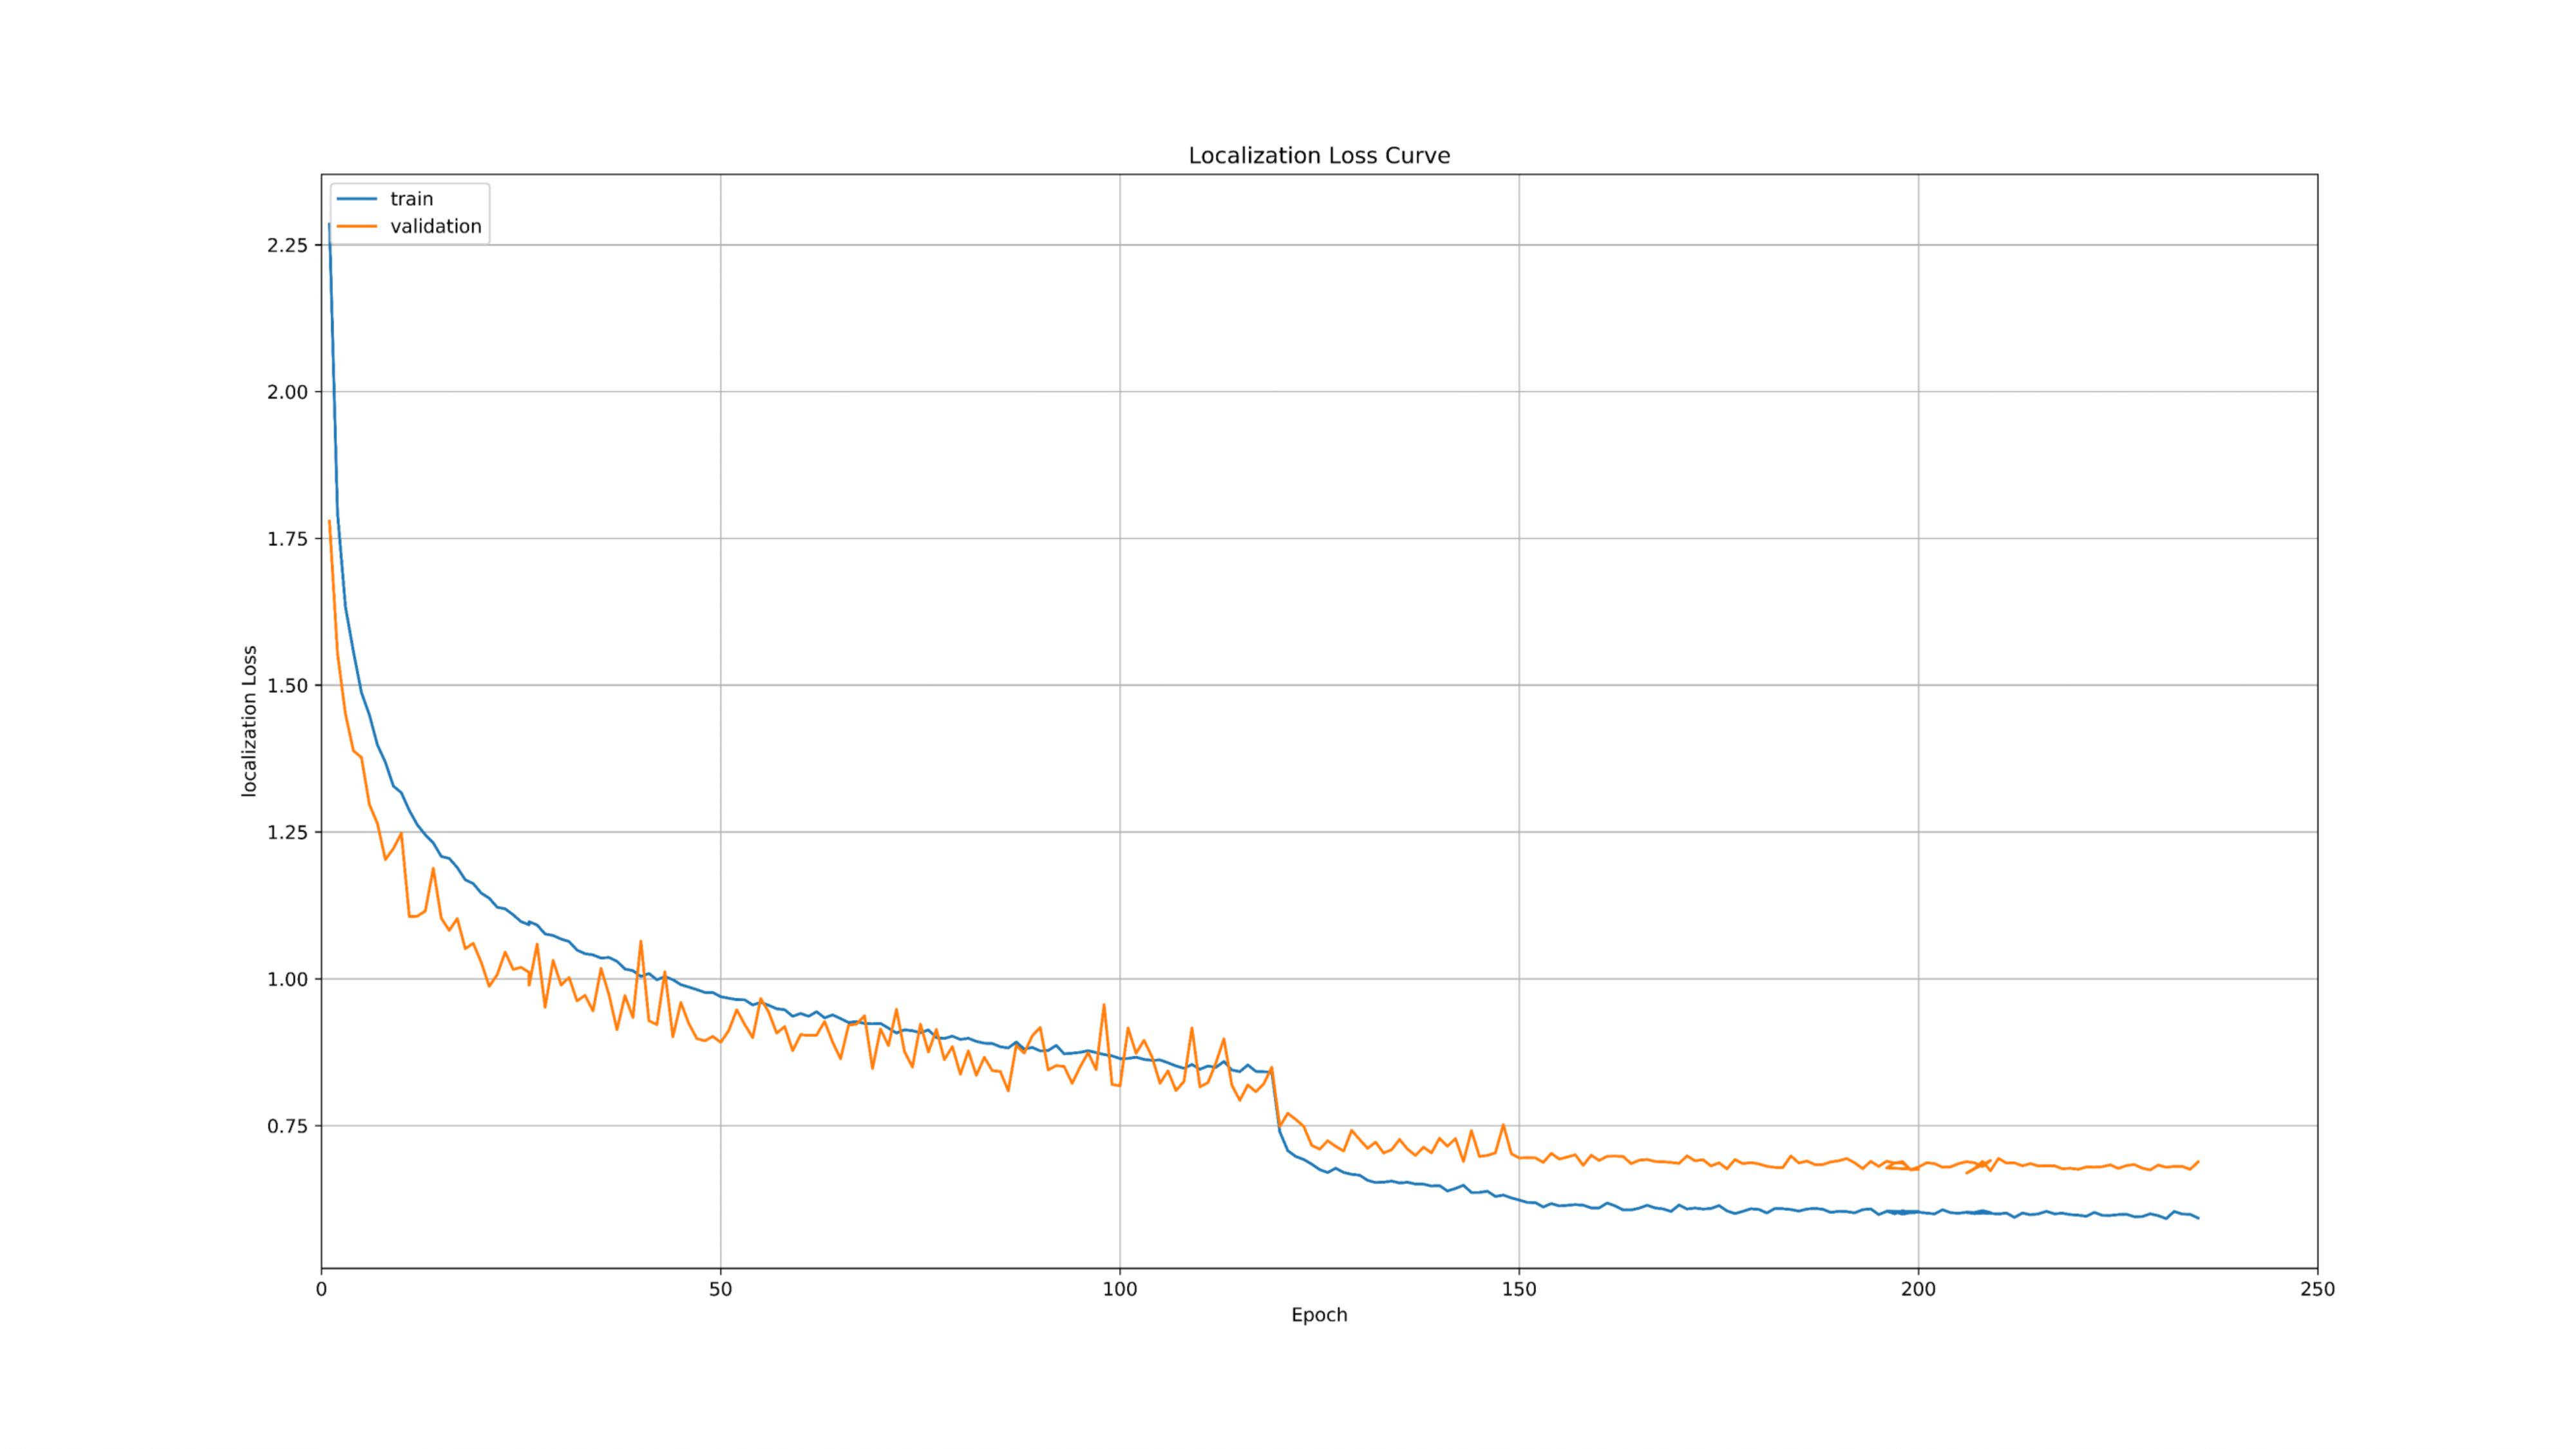 Localization Loss Curve
train
validation
2.25
2.00
1.75
1.50
1.25
1.00
0.75
localization Loss
0 50 100 150 200 250
Epoch